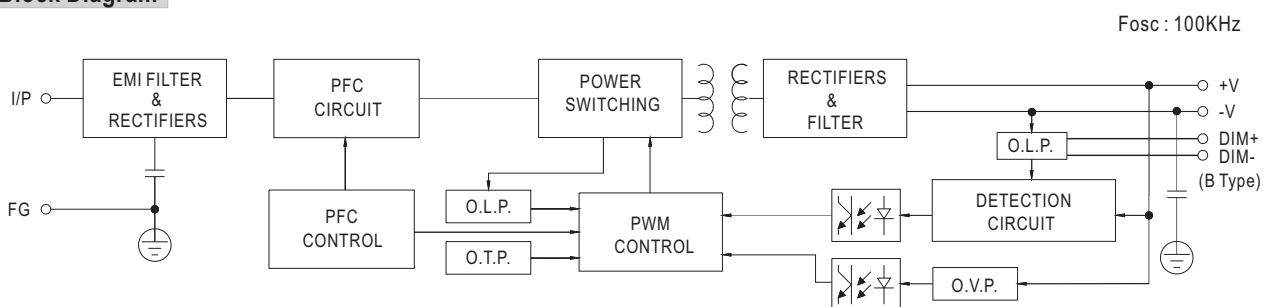 Block Diagram
Fosc : 100KHz
I/P
EMI FILTER
&
RECTIFIERS
PFC
CIRCUIT
POWER
SWITCHING
RECTIFIERS
&
FILTER
+V
-V
DIM+
DIM-
(B Type)
O.L.P.
FG
PFC
CONTROL
O.L.P.
O.T.P.
PWM
CONTROL
DETECTION
CIRCUIT
O.V.P.